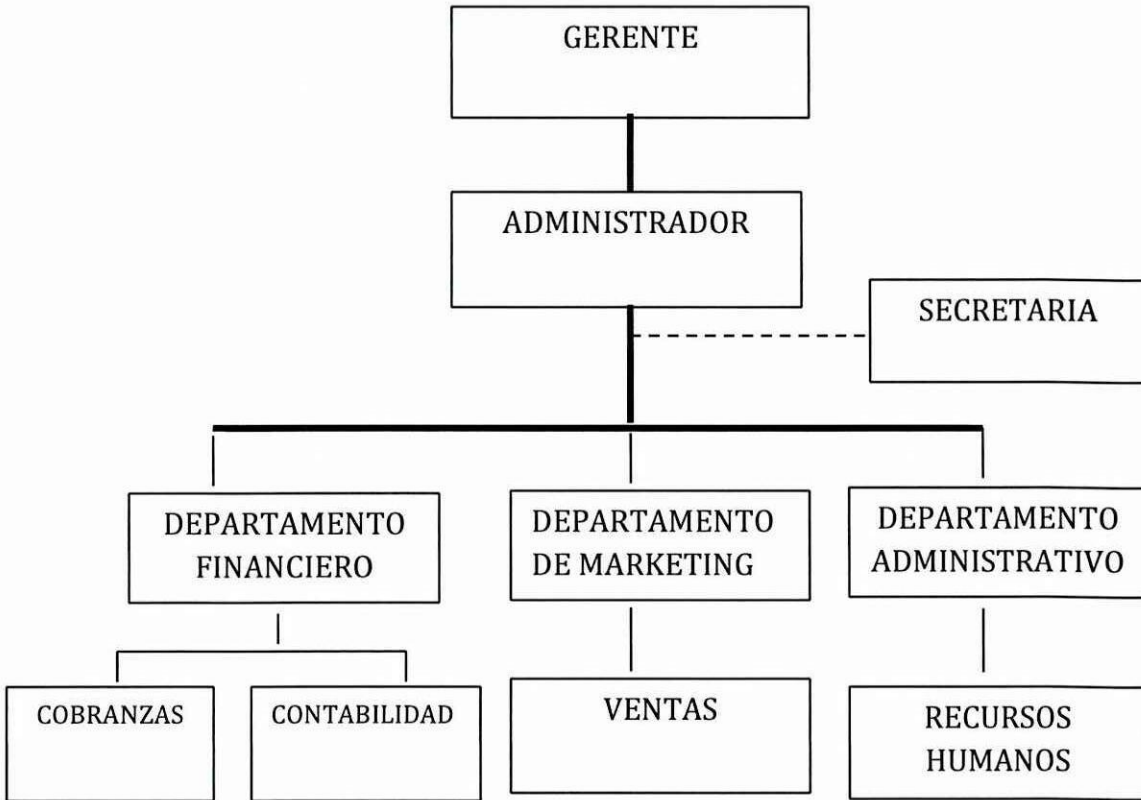 GERENTE
ADMINISTRADOR
SECRETARIA
DEPARTAMENTO
FINANCIERO
DEPARTAMENTO
DE MARKETING
DEPARTAMENTO
ADMINISTRATIVO
COBRANZAS
CONTABILIDAD
VENTAS
RECURSOS
HUMANOS